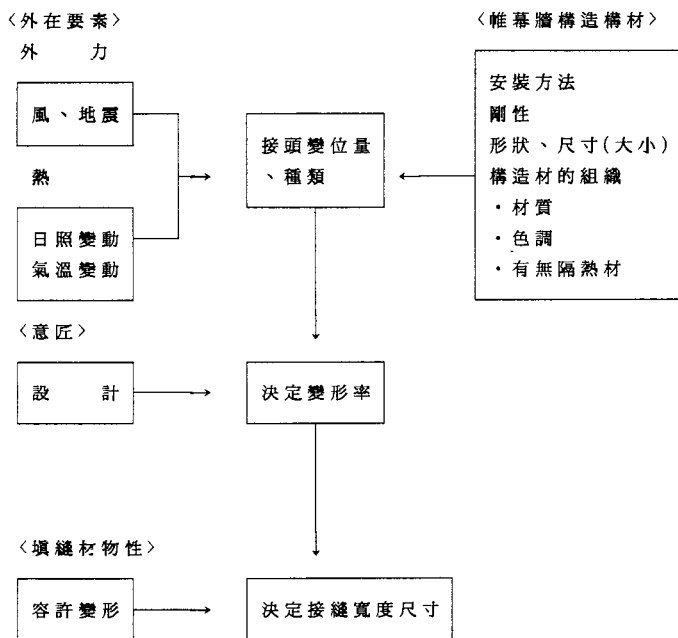 〈外在要素〉
外力
風、地震
熱
日照變動
氣溫變動
〈帷幕牆構造構材〉
安裝方法
剛性
形狀、尺寸(大小)
構造材的組織
・材質
・色調
・有無隔熱材
接頭變位量
、種類
〈意匠〉
設計
決定變形率
〈填縫材物性〉
容許變形
決定接縫寬度尺寸